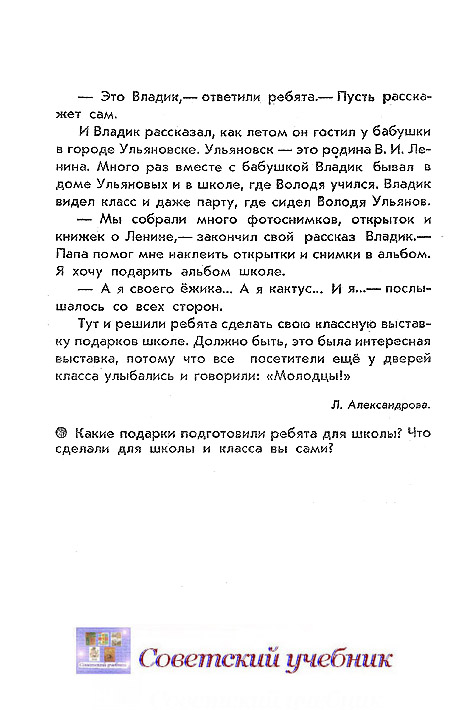 — Это Владик,— ответили ребята.— Пусть расска-
жет сам.
И Владик рассказал, как летом он гостил у бабушки
в городе Ульяновске. Ульяновск — это родина В. И. Ле-
нина. Много раз вместе с бабушкой Владик бывал в
доме Ульяновых и в школе, где Володя учился. Владик
видел класс и даже парту, где сидел Володя Ульянов.
— Мы собрали много фотоснимков, открыток и
книжек о Ленине,— закончил свой рассказ Владик.—
Папа помог мне наклеить открытки и снимки в альбом.
Я хочу подарить альбом школе.
— А я своего ёжика... А я кактус... И я...— послы-
шалось со всех сторон.
Тут и решили ребята сделать свою классную выстав-
ку подарков школе. Должно быть, это была интересная
выставка, потому что все посетители ещё у дверей
класса улыбались и говорили: «Молодцы!»
Л. Александрова.
Какие подарки подготовили ребята для школы? Что
сделали для школы и класса вы сами?
Советский учебник